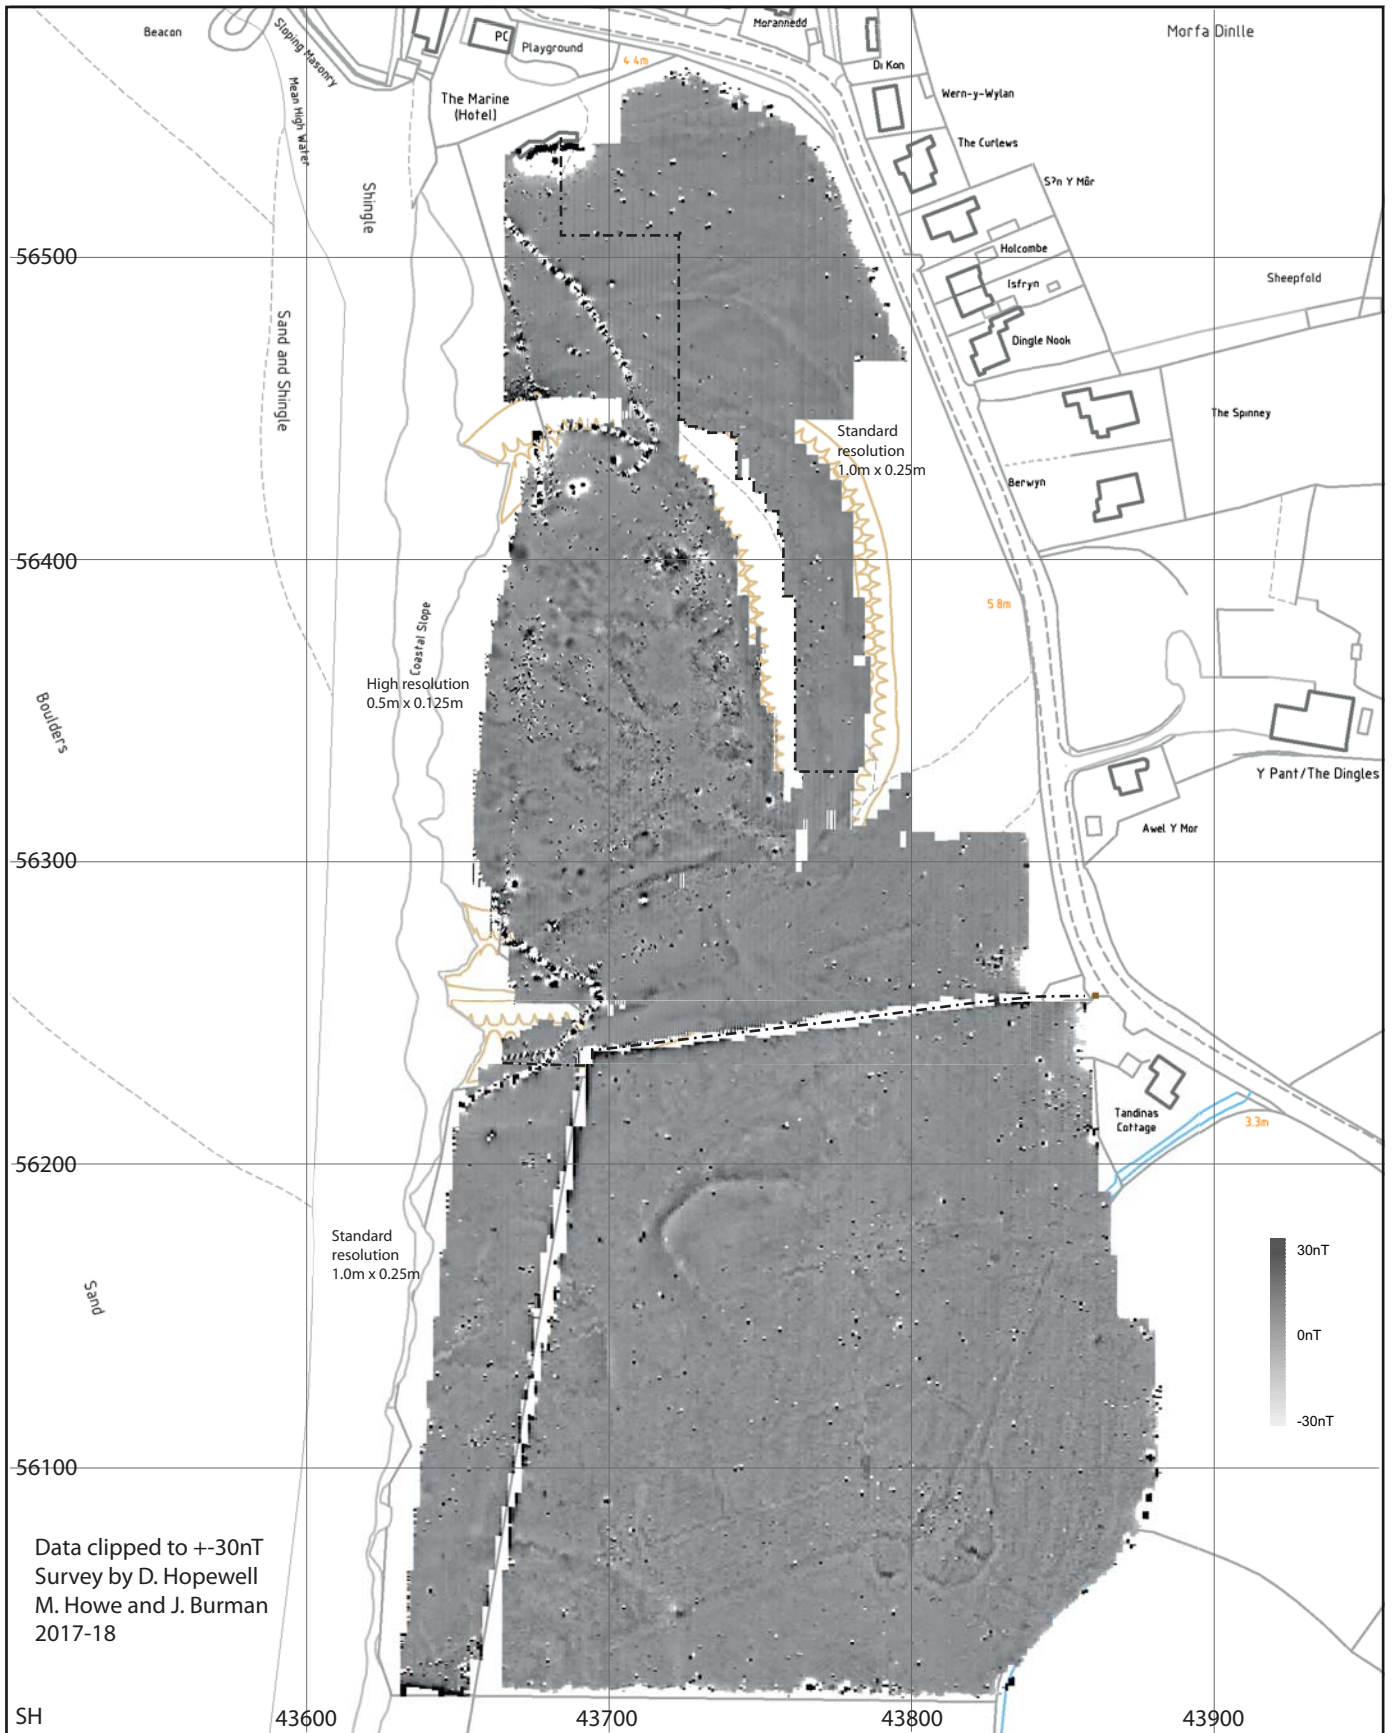 Beacon
Sloping Masonry
Mean High Water
PC
Playground
4 4m
Morannedd
Morfa Dinlle
Di Kon
The Marine
(Hotel)
Wern-y-Wylan
The Curlews
S?n Y Môr
Shingle
56500
Holcombe
Isfryn
Sheepfold
Dingle Nook
Sand and Shingle
The Spinney
Standard
resolution
1.0m x 0.25m
Berwyn
56400
5 8m
Coastal Slope
High resolution
0.5m x 0.125m
Boulders
Y Pant/The Dingles
Awel Y Mor
56300
Tandinas
Cottage
3.3m
56200
Standard
resolution
1.0m x 0.25m
Sand
30nT
0nT
-30nT
56100
Data clipped to +-30nT
Survey by D. Hopewell
M. Howe and J. Burman
2017-18
SH
43600
43700
43800
43900